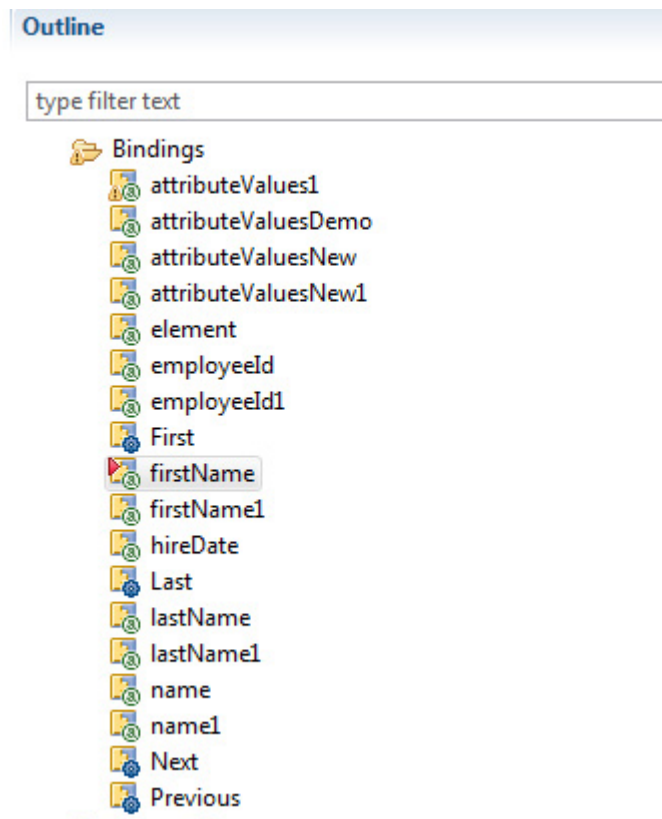 Outline
type filter text
Bindings
attributeValues1
attributeValuesDemo
attributeValuesNew
attributeValuesNew1
element
employeeId
employeeId1
First
firstName
firstName1
hireDate
Last
lastName
lastName1
name
name1
Next
Previous